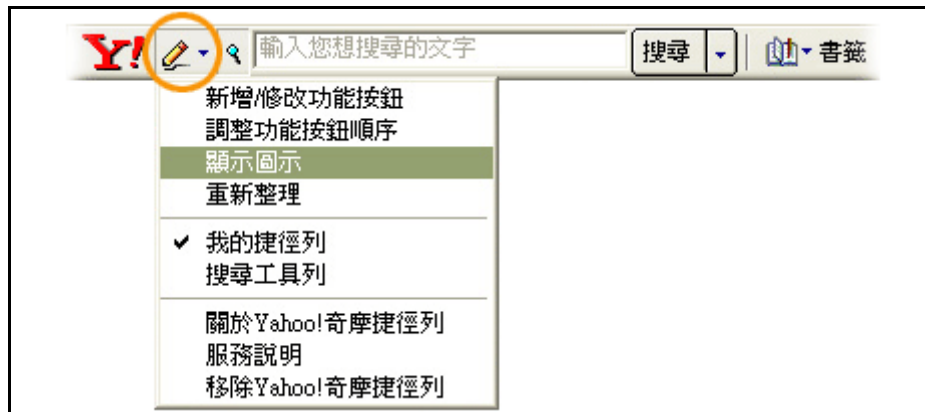 Y! 輸入您想搜尋的文字 搜尋 書籤
新增/修改功能按鈕
調整功能按鈕順序
顯示圖示
重新整理
我的捷徑列
搜尋工具列
關於Yahoo!奇摩捷徑列
服務說明
移除Yahoo!奇摩捷徑列